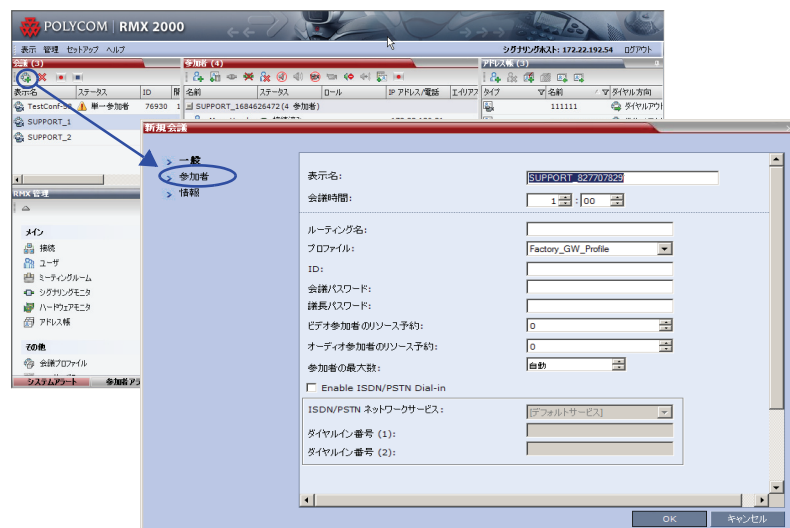 POLYCOM | RMX 2000
表示 管理 セットアップ ヘルプ
シグナリングホスト: 172.22.192.54 ログアウト
会議 (3)
参加者 (4)
アドレス帳 (3)
表示名 ステータス ID
名前 ステータス ロール IP アドレス/電話 エイリアス
タイプ 名前 ダイヤル方向
単一参加者 76930
SUPPORT_1684626472(4 参加者)
111111
SUPPORT_1
SUPPORT_2
RMX 管理
メイン
接続
ユーザ
ミーティングルーム
シグナリングモニタ
ハードウェアモニタ
アドレス帳
その他
会議プロファイル
システムアラート
新規会議
一般
参加者
情報
表示名: SUPPORT_827707829
会議時間: 1 : 00
ルーティング名:
プロファイル: Factory_GW_Profile
ID:
会議パスワード:
議長パスワード:
ビデオ参加者のリソース予約: 0
オーディオ参加者のリソース予約: 0
参加者の最大数: 自動
Enable ISDN/PSTN Dial-in
ISDN/PSTN ネットワークサービス: [デフォルトサービス]
ダイヤルイン番号 (1):
ダイヤルイン番号 (2):
OK キャンセル